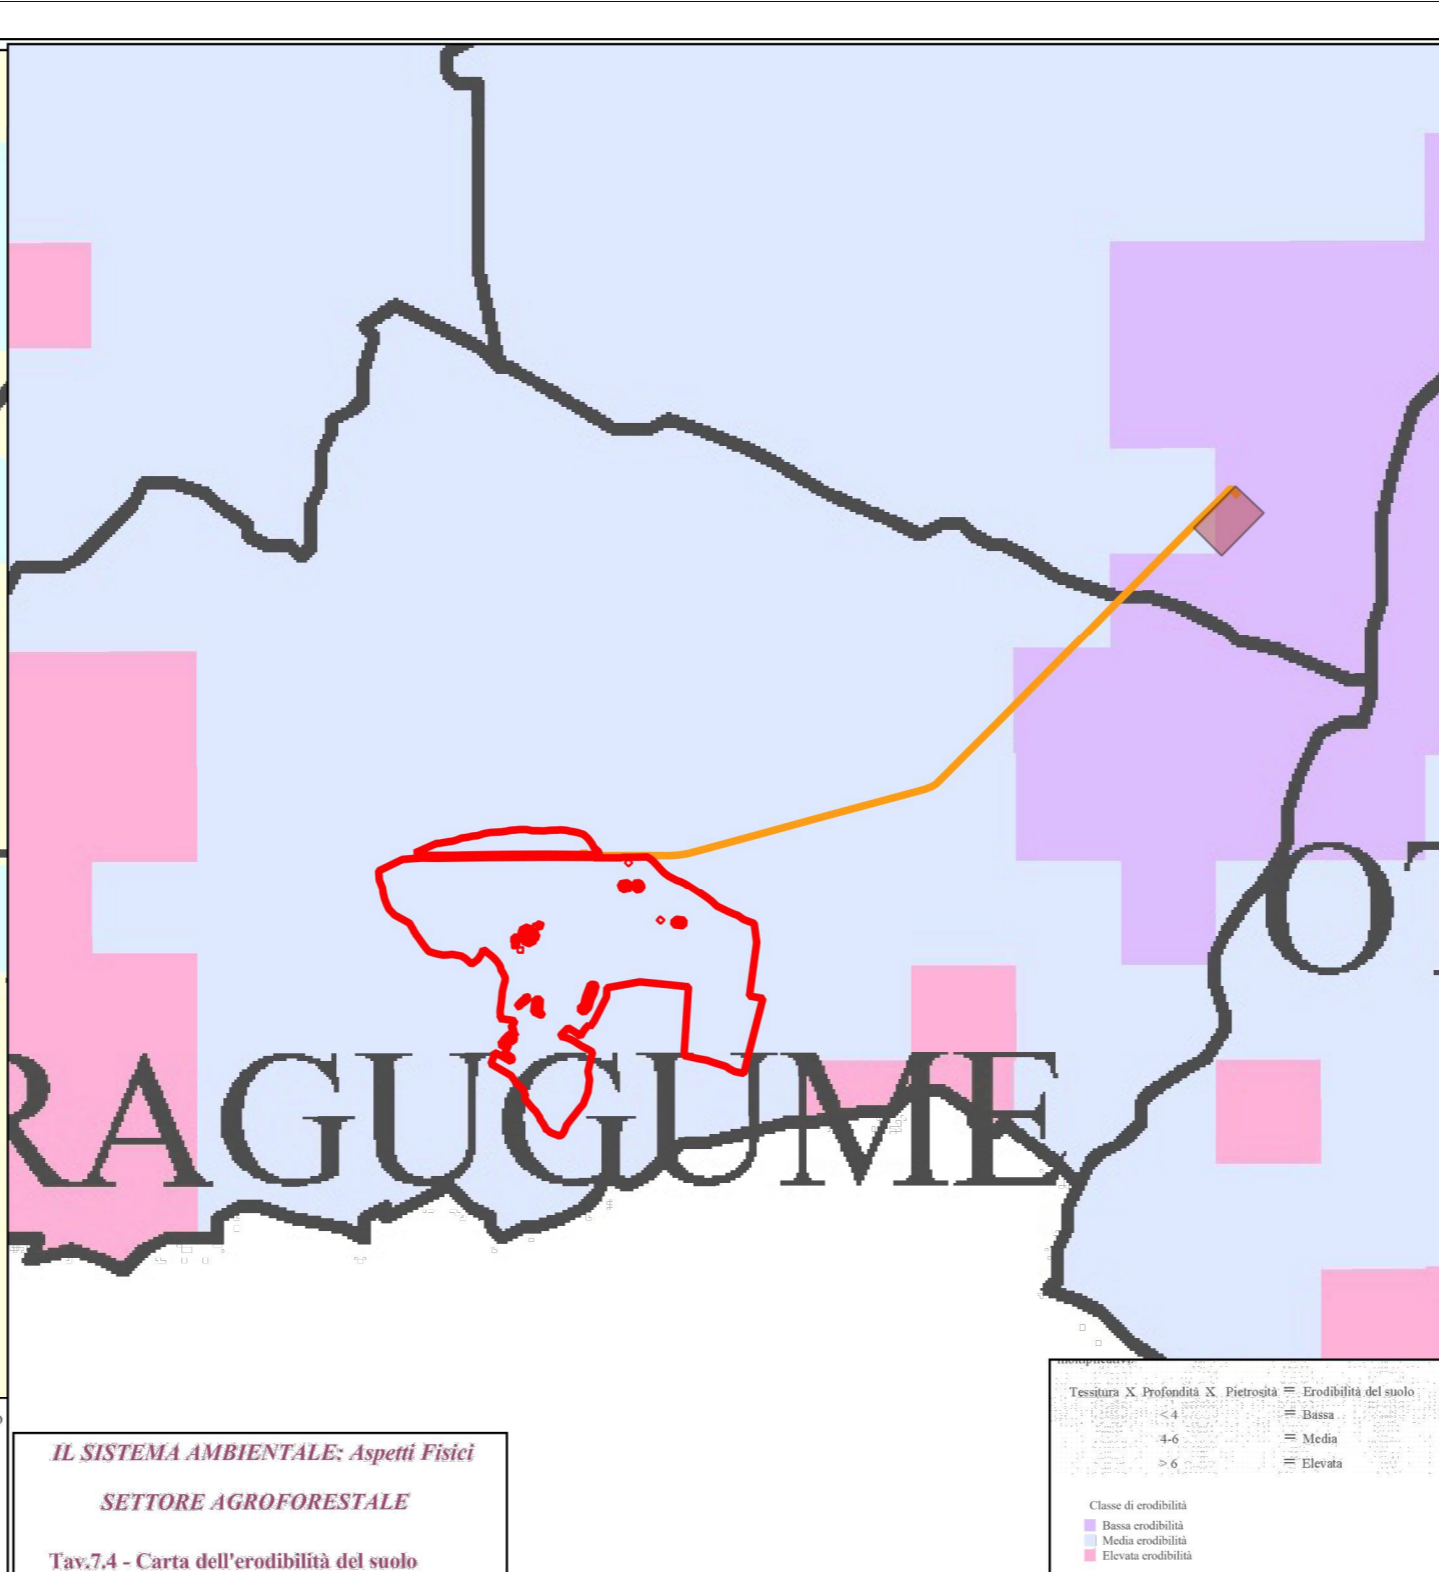 RAGUGUME
OT
Tessitura X Profondità X Pietrosità = Erodibilità del suolo
< 4 = Bassa
4-6 = Media
> 6 = Elevata
Classe di erodibilità
Bassa erodibilità
Media erodibilità
Elevata erodibilità
IL SISTEMA AMBIENTALE: Aspetti Fisici
SETTORE AGROFORESTALE
Tav.7.4 - Carta dell'erodibilità del suolo